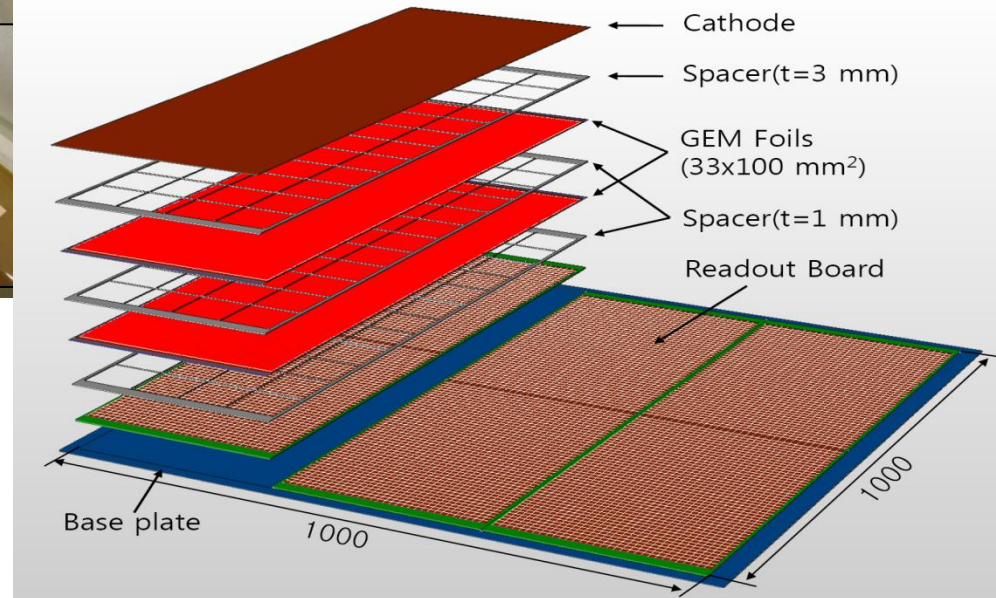 Cathode
Spacer(t=3 mm)
GEM Foils
(33x100 mm²)
Spacer(t=1 mm)
Readout Board
Base plate
1000
1000